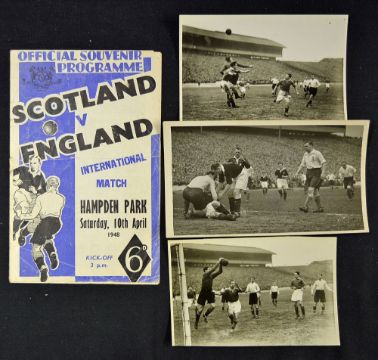 OFFICIAL SOUVENIR
PROGRAMME
SCOTLAND
V
ENGLAND
INTERNATIONAL
MATCH
HAMPDEN PARK
Saturday, 10th April
1948
KICK-OFF
3 p.m.
6D